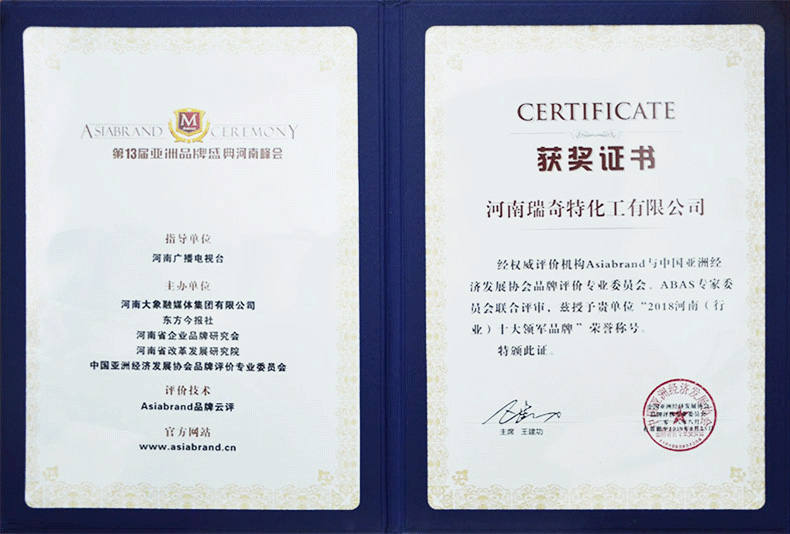 ASIABRAND CEREMONY
第13届亚洲品牌盛典河南峰会
指导单位
河南广播电视台
主办单位
河南大象融媒体集团有限公司
东方今报社
河南省企业品牌研究会
河南省改革发展研究院
中国亚洲经济发展协会品牌评价专业委员会
评价技术
Asiabrand品牌云评
官方网站
www.asiabrand.cn
CERTIFICATE
获奖证书
河南瑞奇特化工有限公司
经权威评价机构Asiabrand与中国亚洲经
济发展协会品牌评价专业委员会、ABAS专家委
员会联合评审,兹授予贵单位“2018河南(行
业)十大领军品牌”荣誉称号。
特颁此证。
主席 王建功